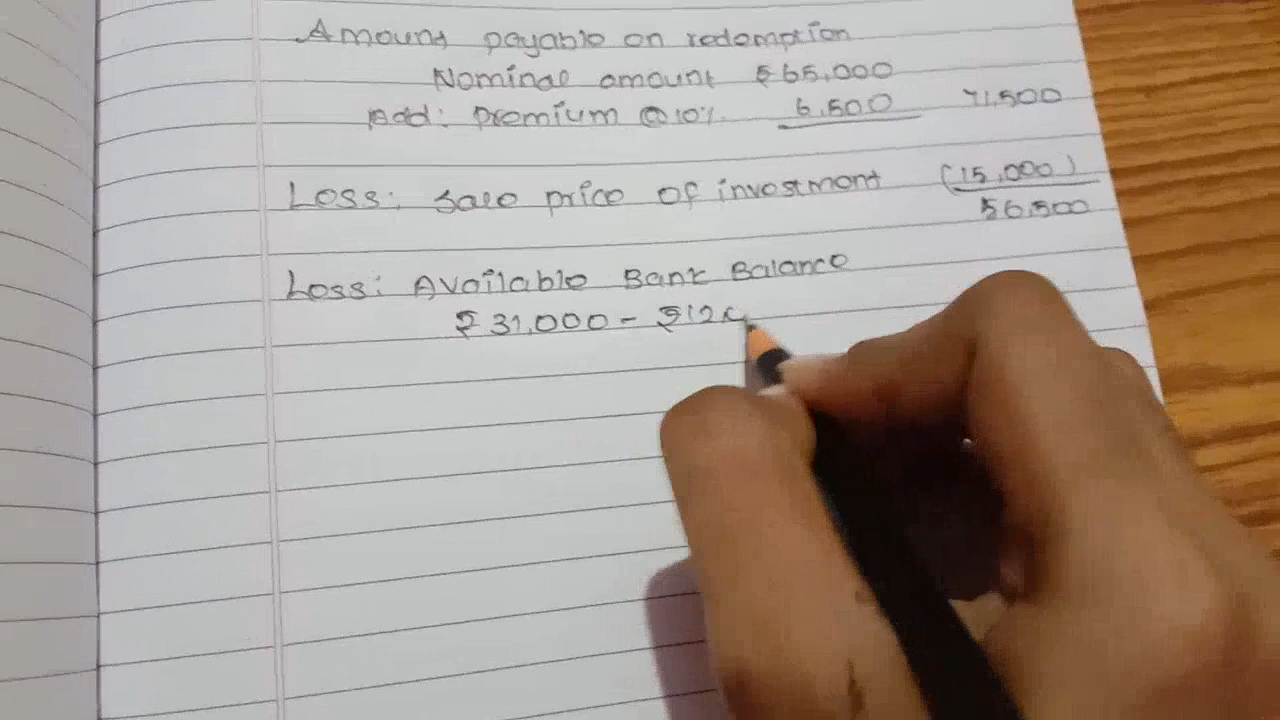 Amount payable on redemption
Nominal amount ₹65,000
Add: Premium @10% 6,500 71,500
Less: Sale price of investment (15,000)
56,500
Less: Available Bank Balance
₹31,000 - ₹12